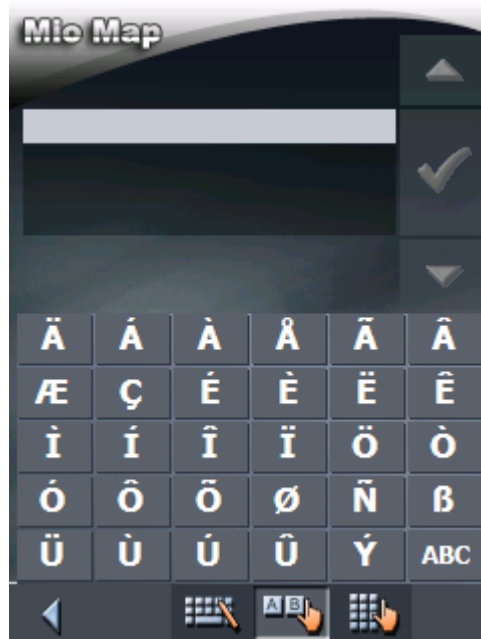 Mio Map
Ä Á À Å Ã Â
Æ Ç É È Ë Ê
Ì Í Î Ï Ö Ò
Ó Ô Õ Ø Ñ ß
Ü Ù Ú Û Ý ABC
A B